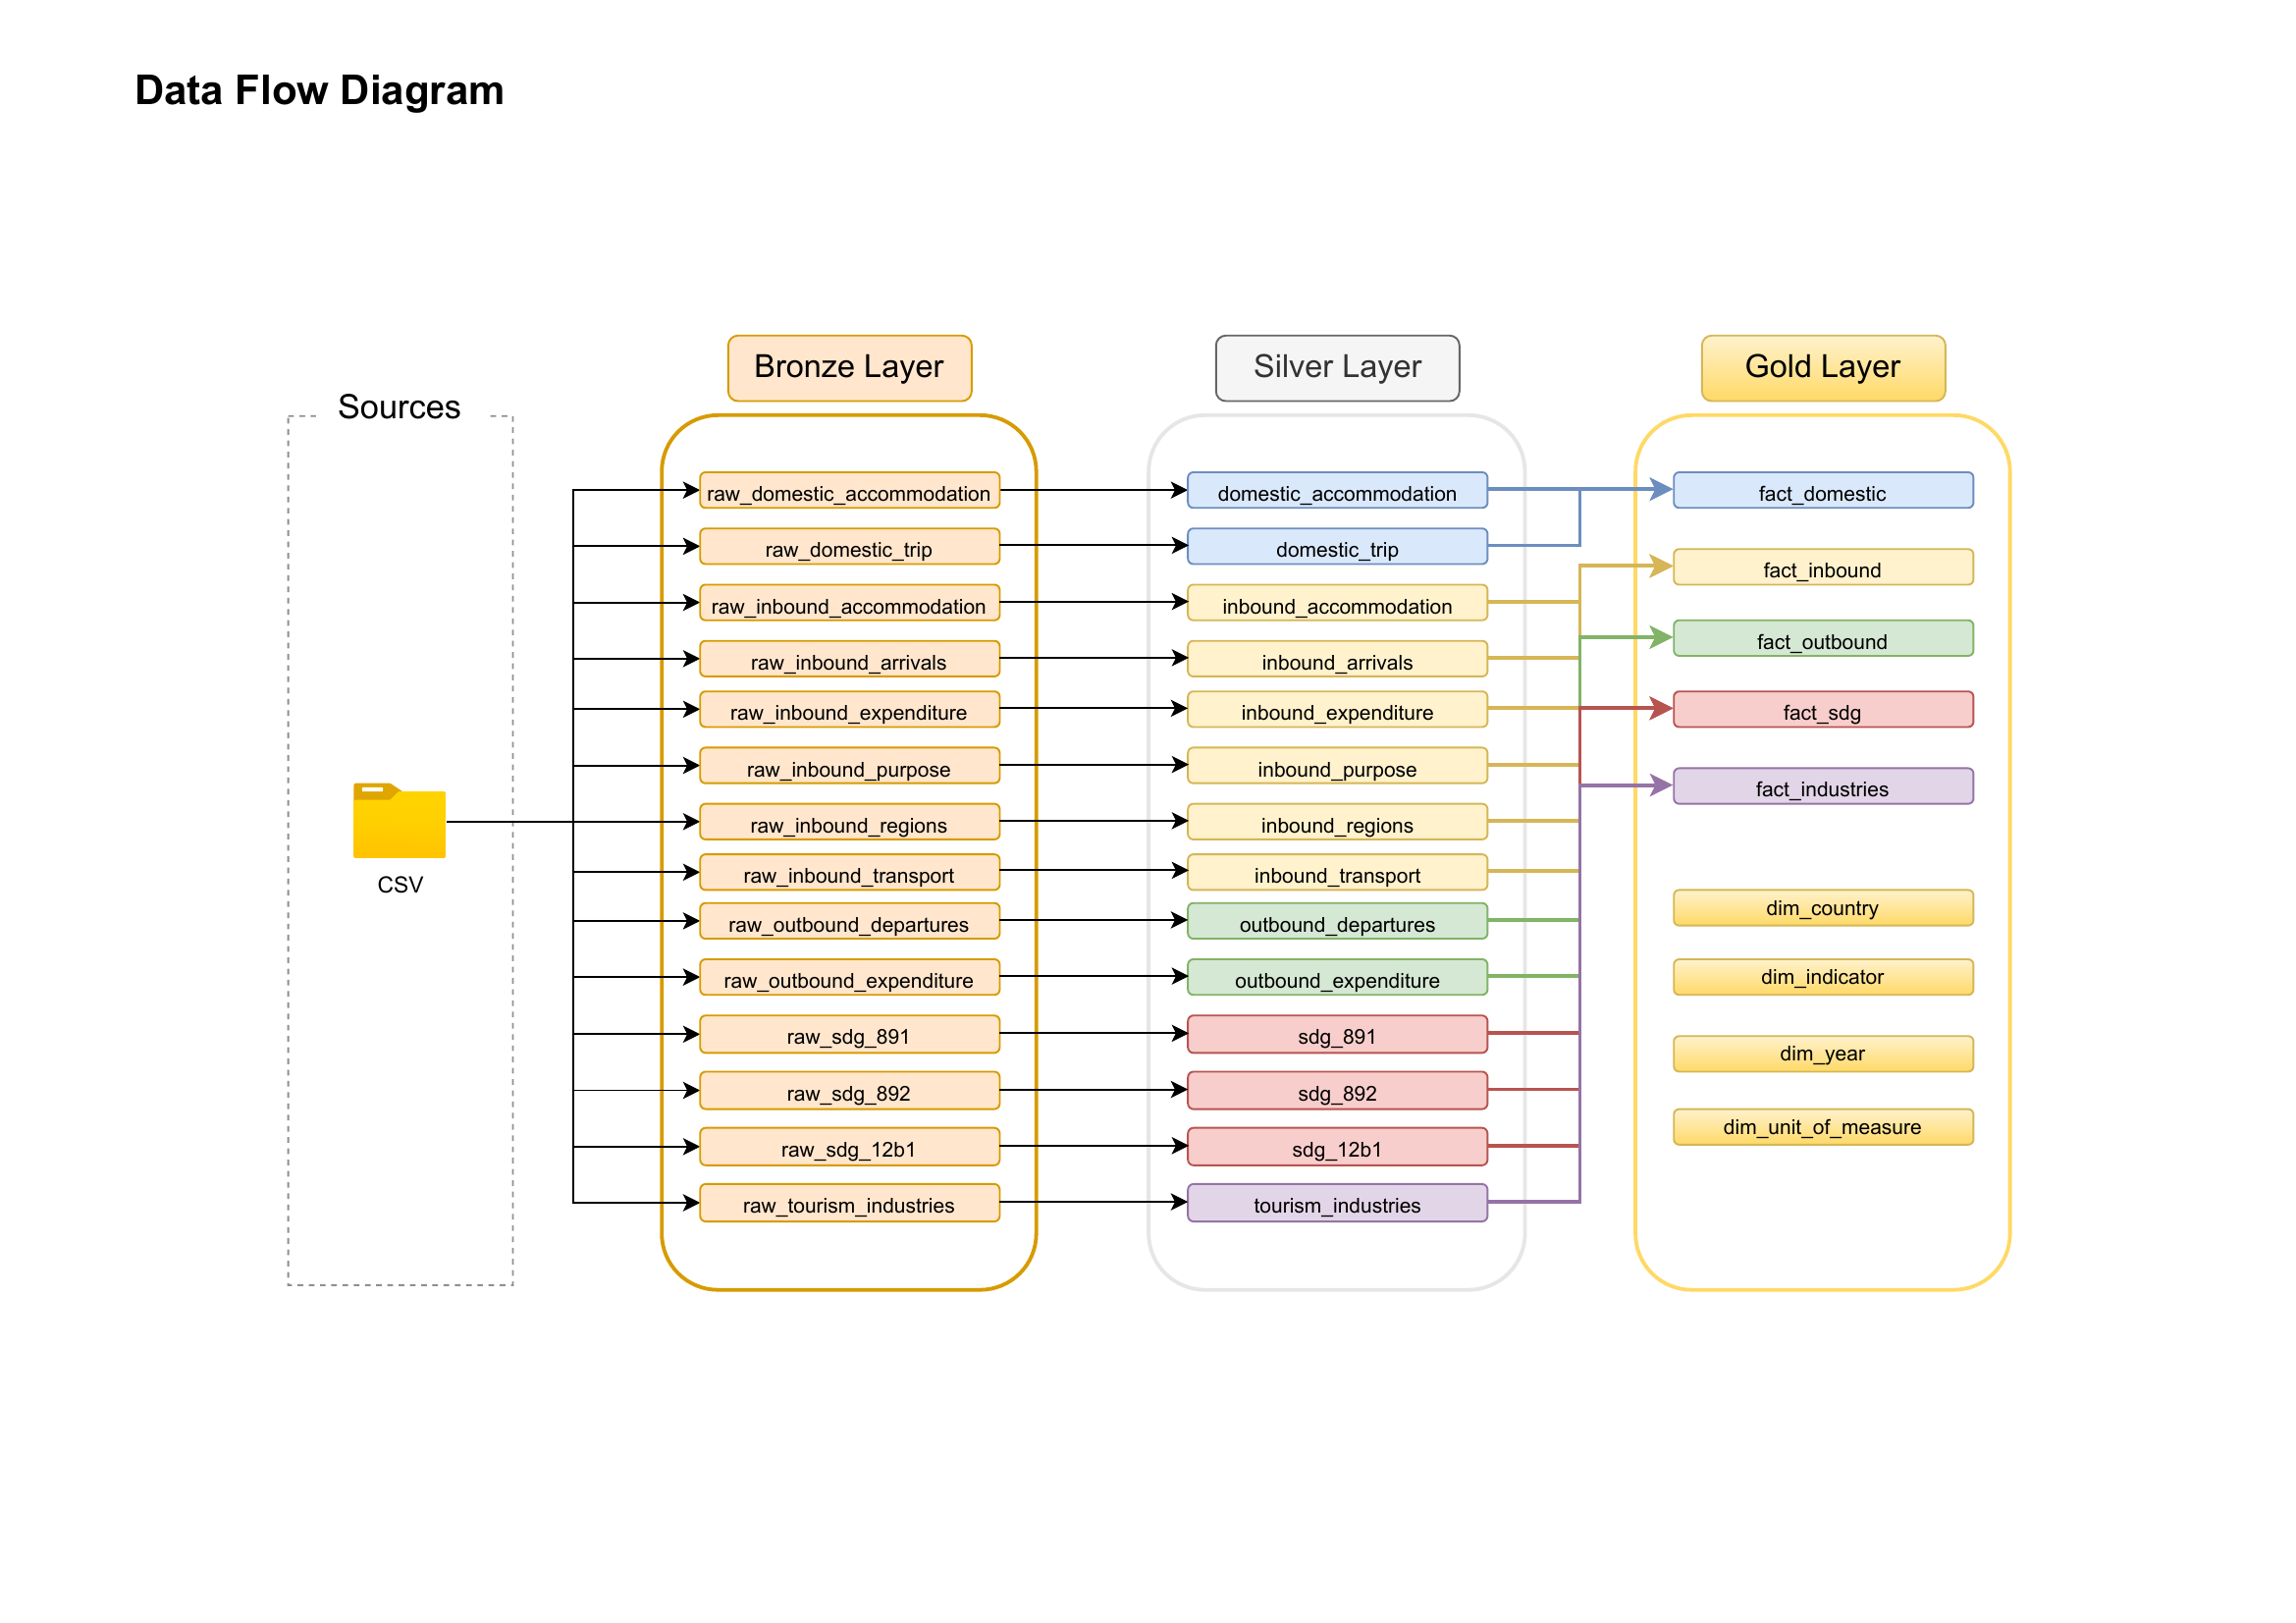 Data Flow Diagram
Sources
CSV
Bronze Layer
raw_domestic_accommodation
raw_domestic_trip
raw_inbound_accommodation
raw_inbound_arrivals
raw_inbound_expenditure
raw_inbound_purpose
raw_inbound_regions
raw_inbound_transport
raw_outbound_departures
raw_outbound_expenditure
raw_sdg_891
raw_sdg_892
raw_sdg_12b1
raw_tourism_industries
Silver Layer
domestic_accommodation
domestic_trip
inbound_accommodation
inbound_arrivals
inbound_expenditure
inbound_purpose
inbound_regions
inbound_transport
outbound_departures
outbound_expenditure
sdg_891
sdg_892
sdg_12b1
tourism_industries
Gold Layer
fact_domestic
fact_inbound
fact_outbound
fact_sdg
fact_industries
dim_country
dim_indicator
dim_year
dim_unit_of_measure